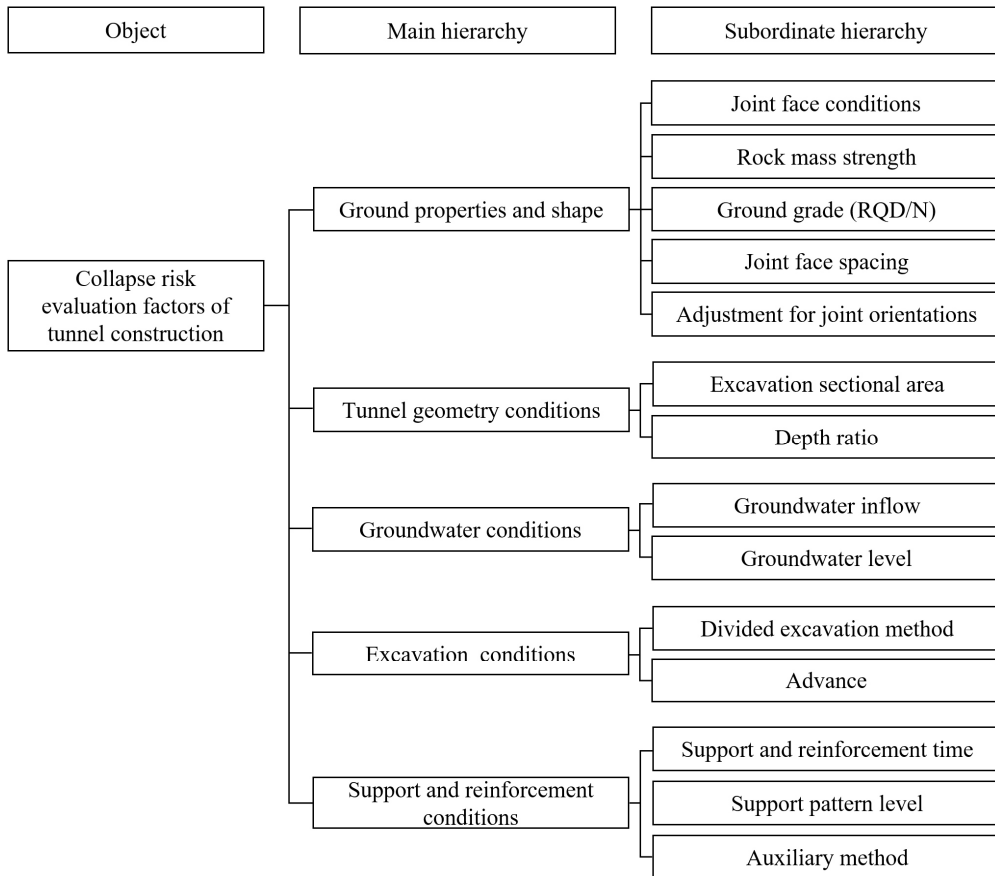 Object
Main hierarchy
Subordinate hierarchy
Collapse risk
evaluation factors of
tunnel construction
Ground properties and shape
Joint face conditions
Rock mass strength
Ground grade (RQD/N)
Joint face spacing
Adjustment for joint orientations
Tunnel geometry conditions
Excavation sectional area
Depth ratio
Groundwater conditions
Groundwater inflow
Groundwater level
Excavation conditions
Divided excavation method
Advance
Support and reinforcement
conditions
Support and reinforcement time
Support pattern level
Auxiliary method